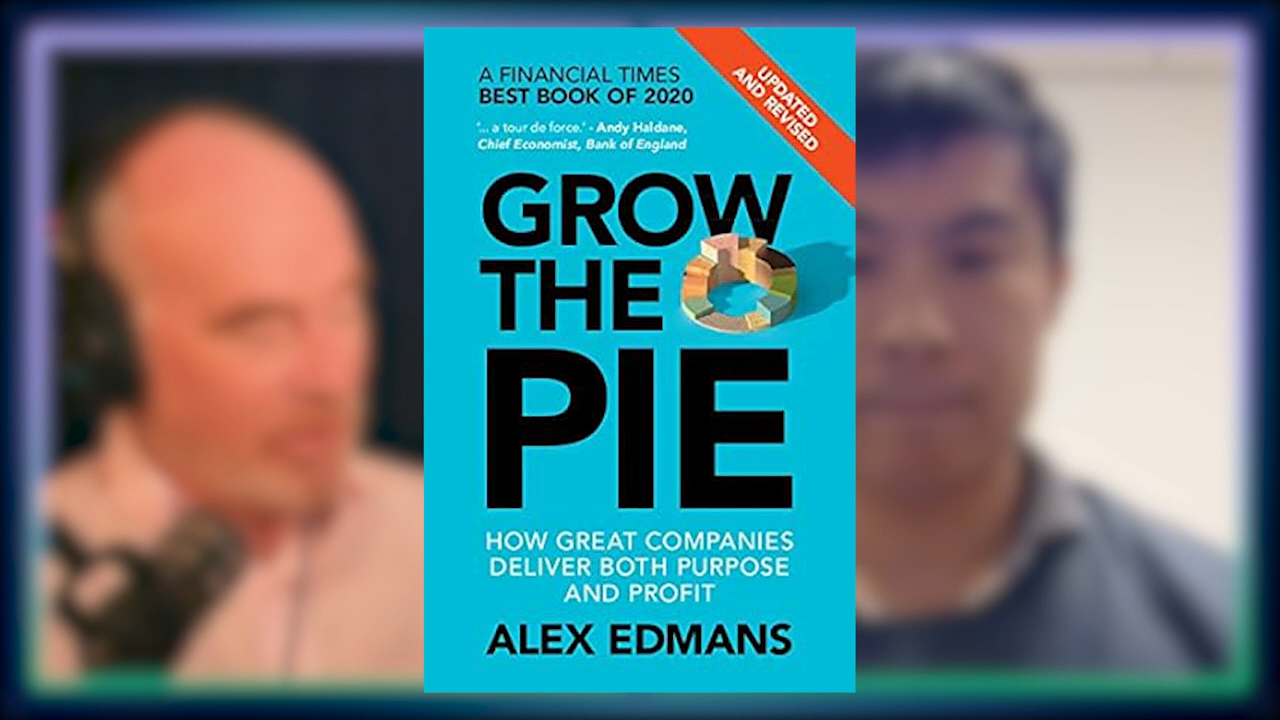 A FINANCIAL TIMES
BEST BOOK OF 2020
'... a tour de force.' - Andy Haldane,
Chief Economist, Bank of England
UPDATED
AND REVISED
GROW
THE
PIE
HOW GREAT COMPANIES
DELIVER BOTH PURPOSE
AND PROFIT
ALEX EDMANS